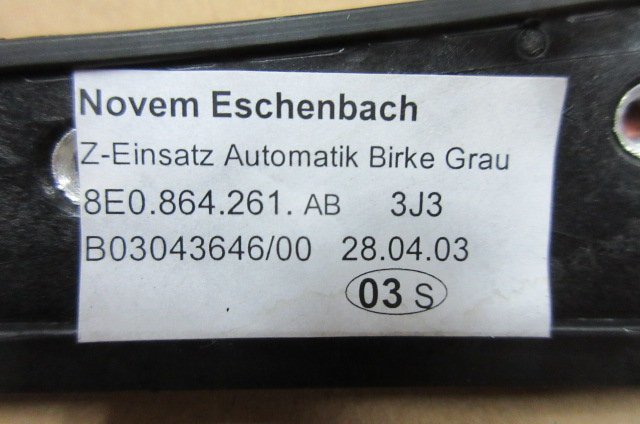 Novem Eschenbach
Z-Einsatz Automatik Birke Grau
8E0.864.261. AB 3J3
B03043646/00 28.04.03
03 S